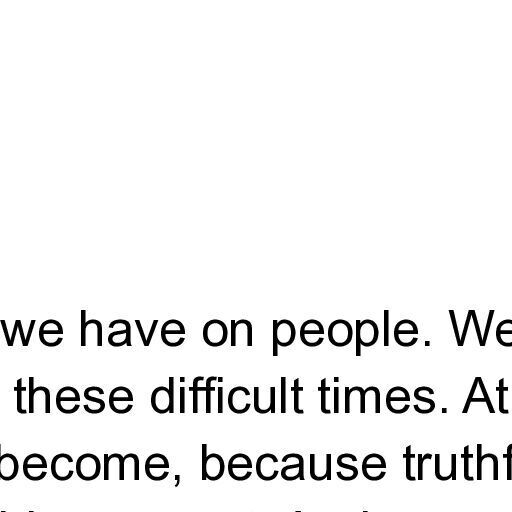 we have on people. We
these difficult times. At
become, because truthf